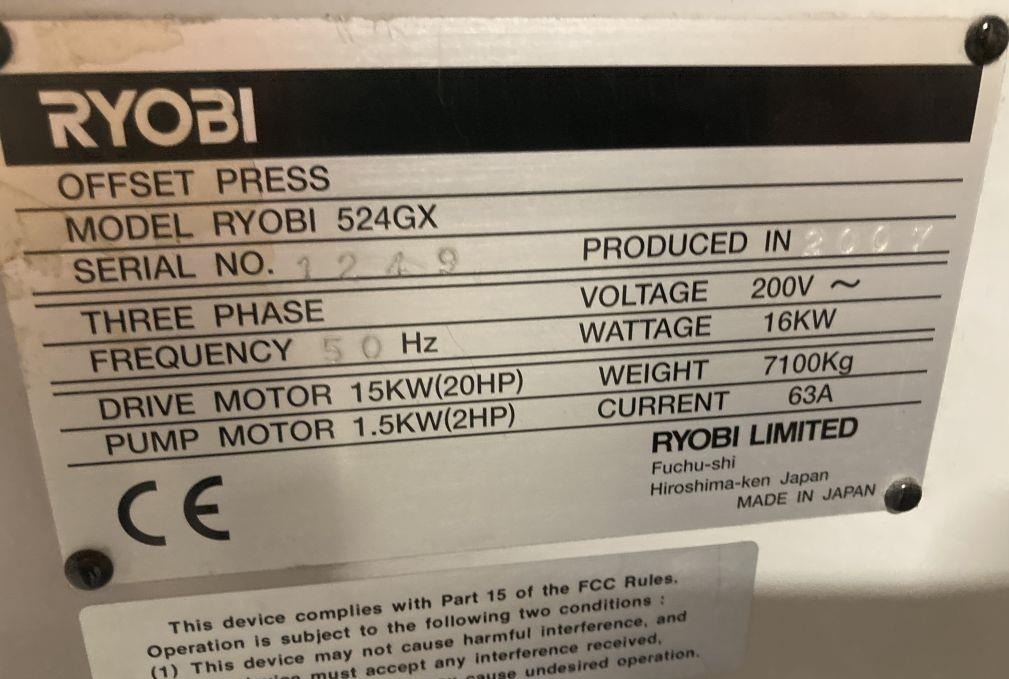 RYOBI
OFFSET PRESS
MODEL RYOBI 524GX
SERIAL NO. 1249 PRODUCED IN 2007
THREE PHASE VOLTAGE 200V ~
FREQUENCY 50 Hz WATTAGE 16KW
DRIVE MOTOR 15KW(20HP) WEIGHT 7100Kg
PUMP MOTOR 1.5KW(2HP) CURRENT 63A
RYOBI LIMITED
Fuchu-shi
Hiroshima-ken Japan
MADE IN JAPAN
CE
This device complies with Part 15 of the FCC Rules.
Operation is subject to the following two conditions :
(1) This device may not cause harmful interference, and
must accept any interference received,
cause undesired operation.